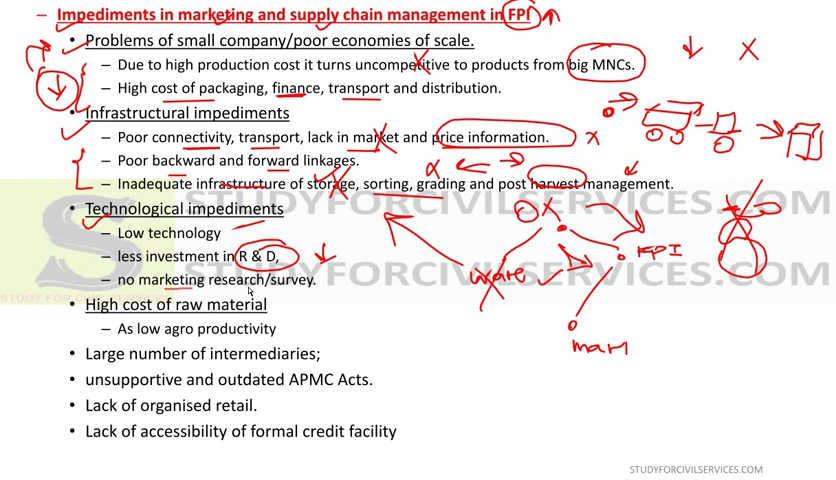 – Impediments in marketing and supply chain management in FPI
• Problems of small company/poor economies of scale.
– Due to high production cost it turns uncompetitive to products from big MNCs.
– High cost of packaging, finance, transport and distribution.
• Infrastructural impediments
– Poor connectivity, transport, lack in market and price information.
– Poor backward and forward linkages.
– Inadequate infrastructure of storage, sorting, grading and post harvest management.
STUDYFORCIVILSERVICES.COM
• Technological impediments
– Low technology
– less investment in R & D,
FPI
STUDYFORCIVILSERVICES.COM
ware
– no marketing research/survey.
STUDY FOR
• High cost of raw material
– As low agro productivity
mart
• Large number of intermediaries;
• unsupportive and outdated APMC Acts.
• Lack of organised retail.
• Lack of accessibility of formal credit facility
STUDYFORCIVILSERVICES.COM